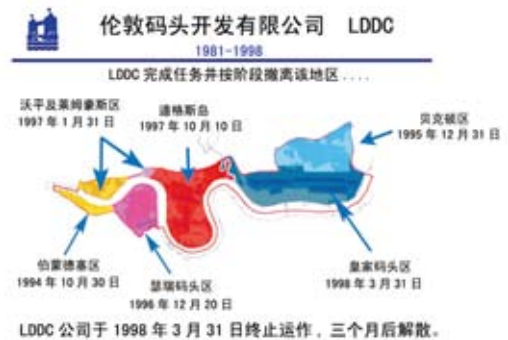 伦敦码头开发有限公司 LDDC
1981-1998
LDDC 完成任务并按阶段撤离该地区....
沃平及莱姆豪斯区
1997 年 1 月 31 日
道格斯岛
1997 年 10 月 10 日
贝克顿区
1995 年 12 月 31 日
伯蒙德塞区
1994 年 10 月 30 日
瑟瑞码头区
1996 年 12 月 20 日
皇家码头区
1998 年 3 月 31 日
LDDC 公司于 1998 年 3 月 31 日终止运作，三个月后解散。